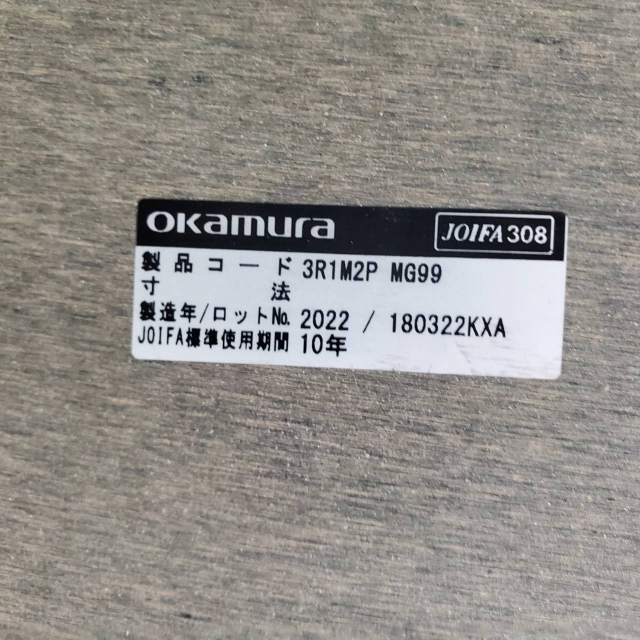 okamura JOIFA308
製品コード 3R1M2P MG99
寸法
製造年/ロット№ 2022 / 180322KXA
JOIFA標準使用期間 10年